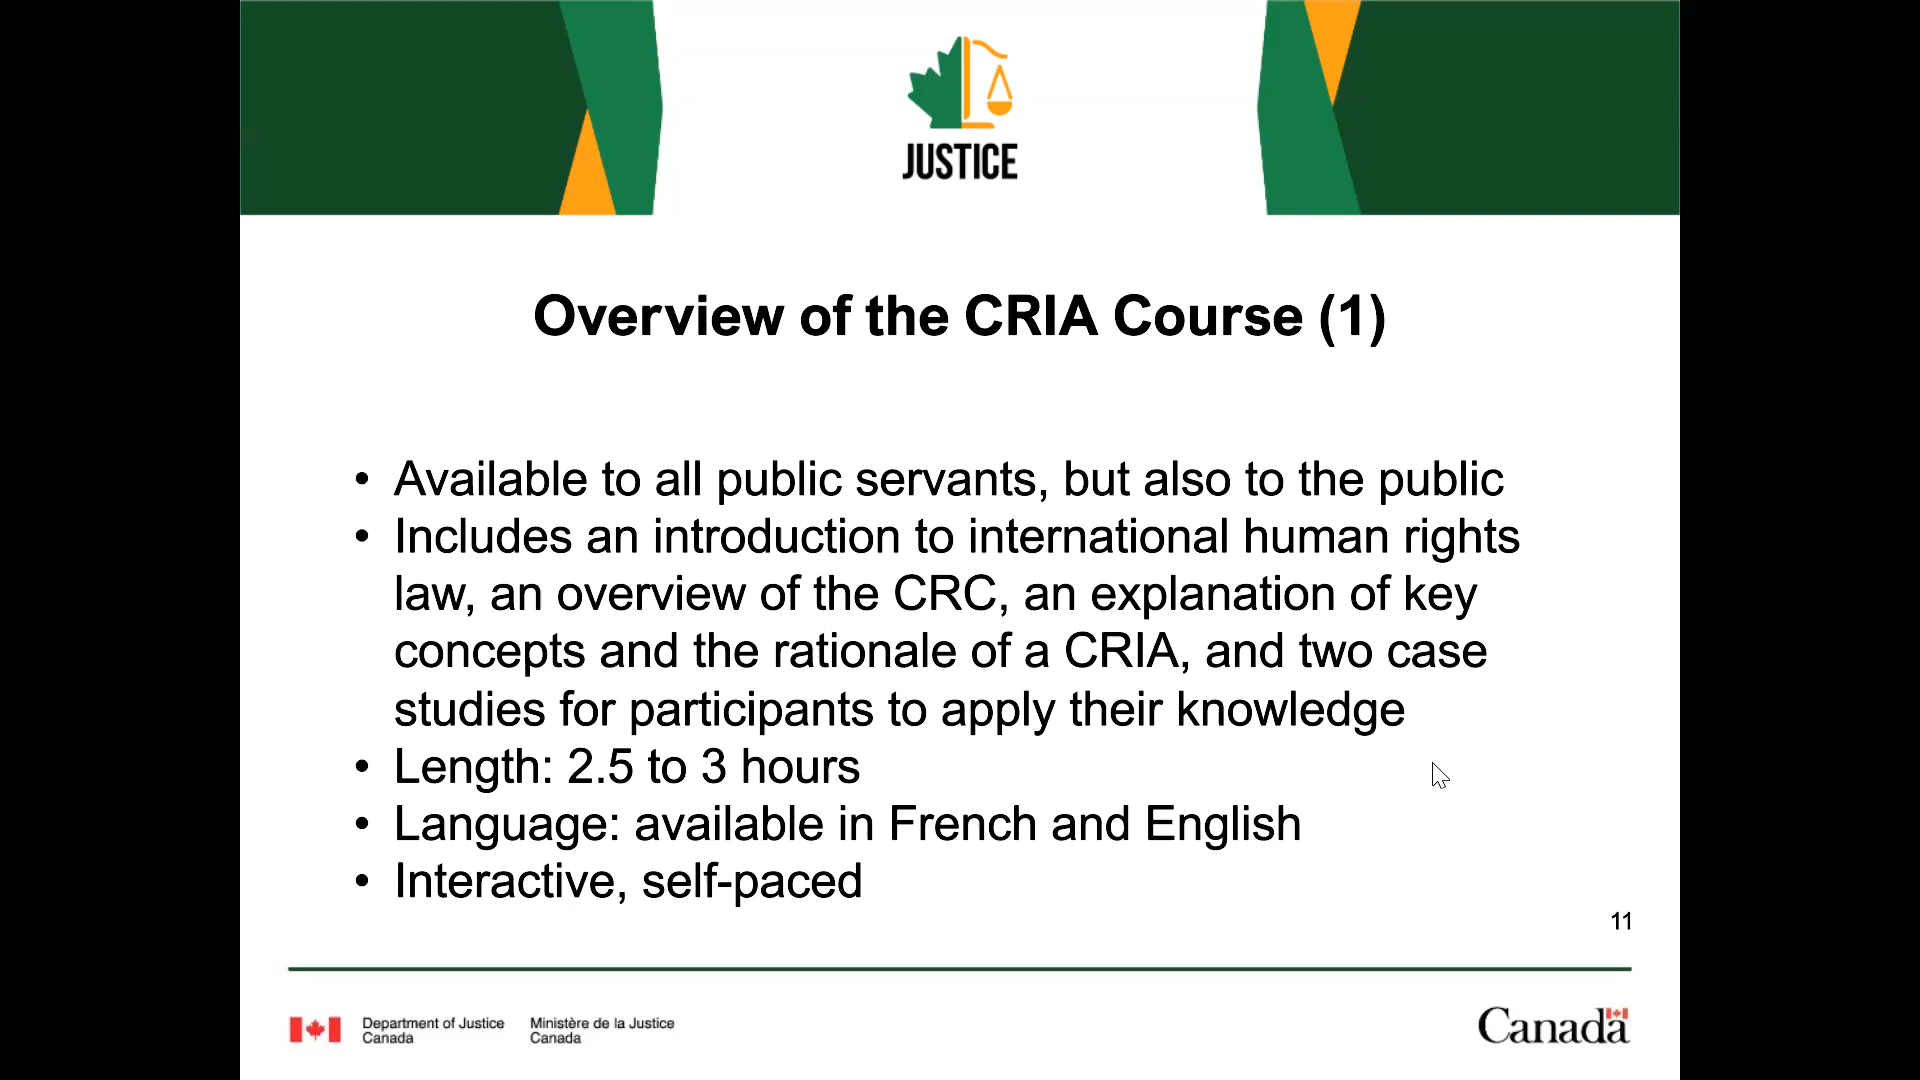 JUSTICE
Overview of the CRIA Course (1)
• Available to all public servants, but also to the public
• Includes an introduction to international human rights
law, an overview of the CRC, an explanation of key
concepts and the rationale of a CRIA, and two case
studies for participants to apply their knowledge
• Length: 2.5 to 3 hours
• Language: available in French and English
• Interactive, self-paced
11
Department of Justice
Canada
Ministère de la Justice
Canada
Canada